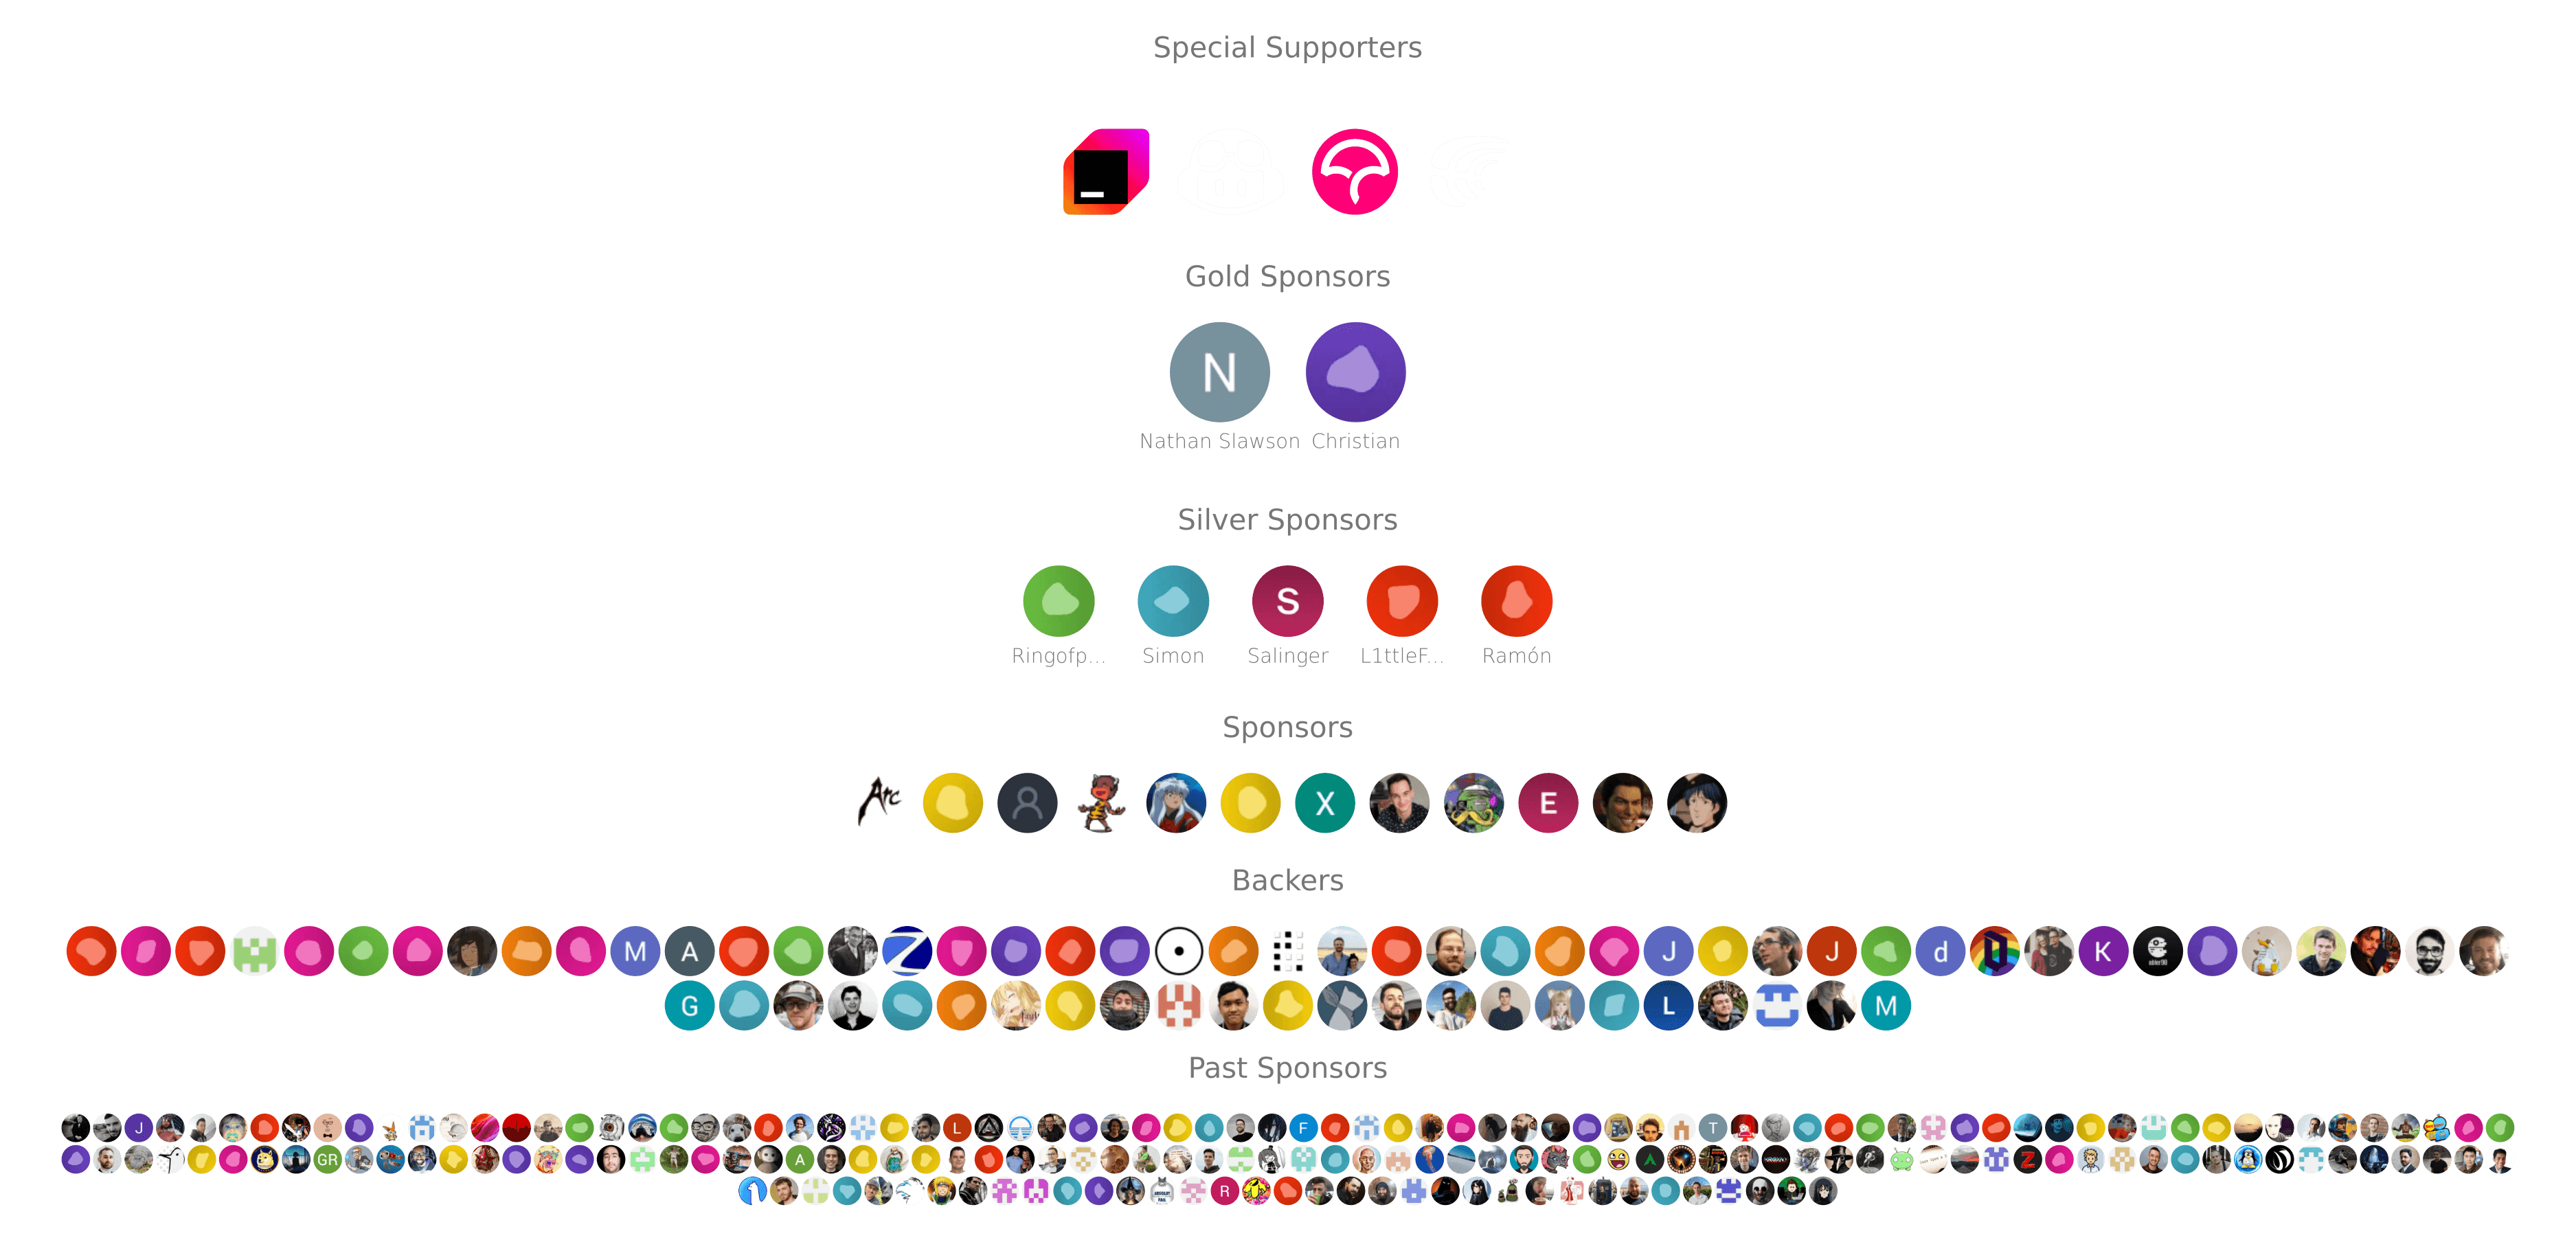 Special Supporters
Gold Sponsors
N
Nathan Slawson Christian
Silver Sponsors
S
Ringofp... Simon Salinger L1ttleF... Ramón
Sponsors
Arc X E
Backers
M A J J d K
G L M
Past Sponsors
J L F T
GR A
R